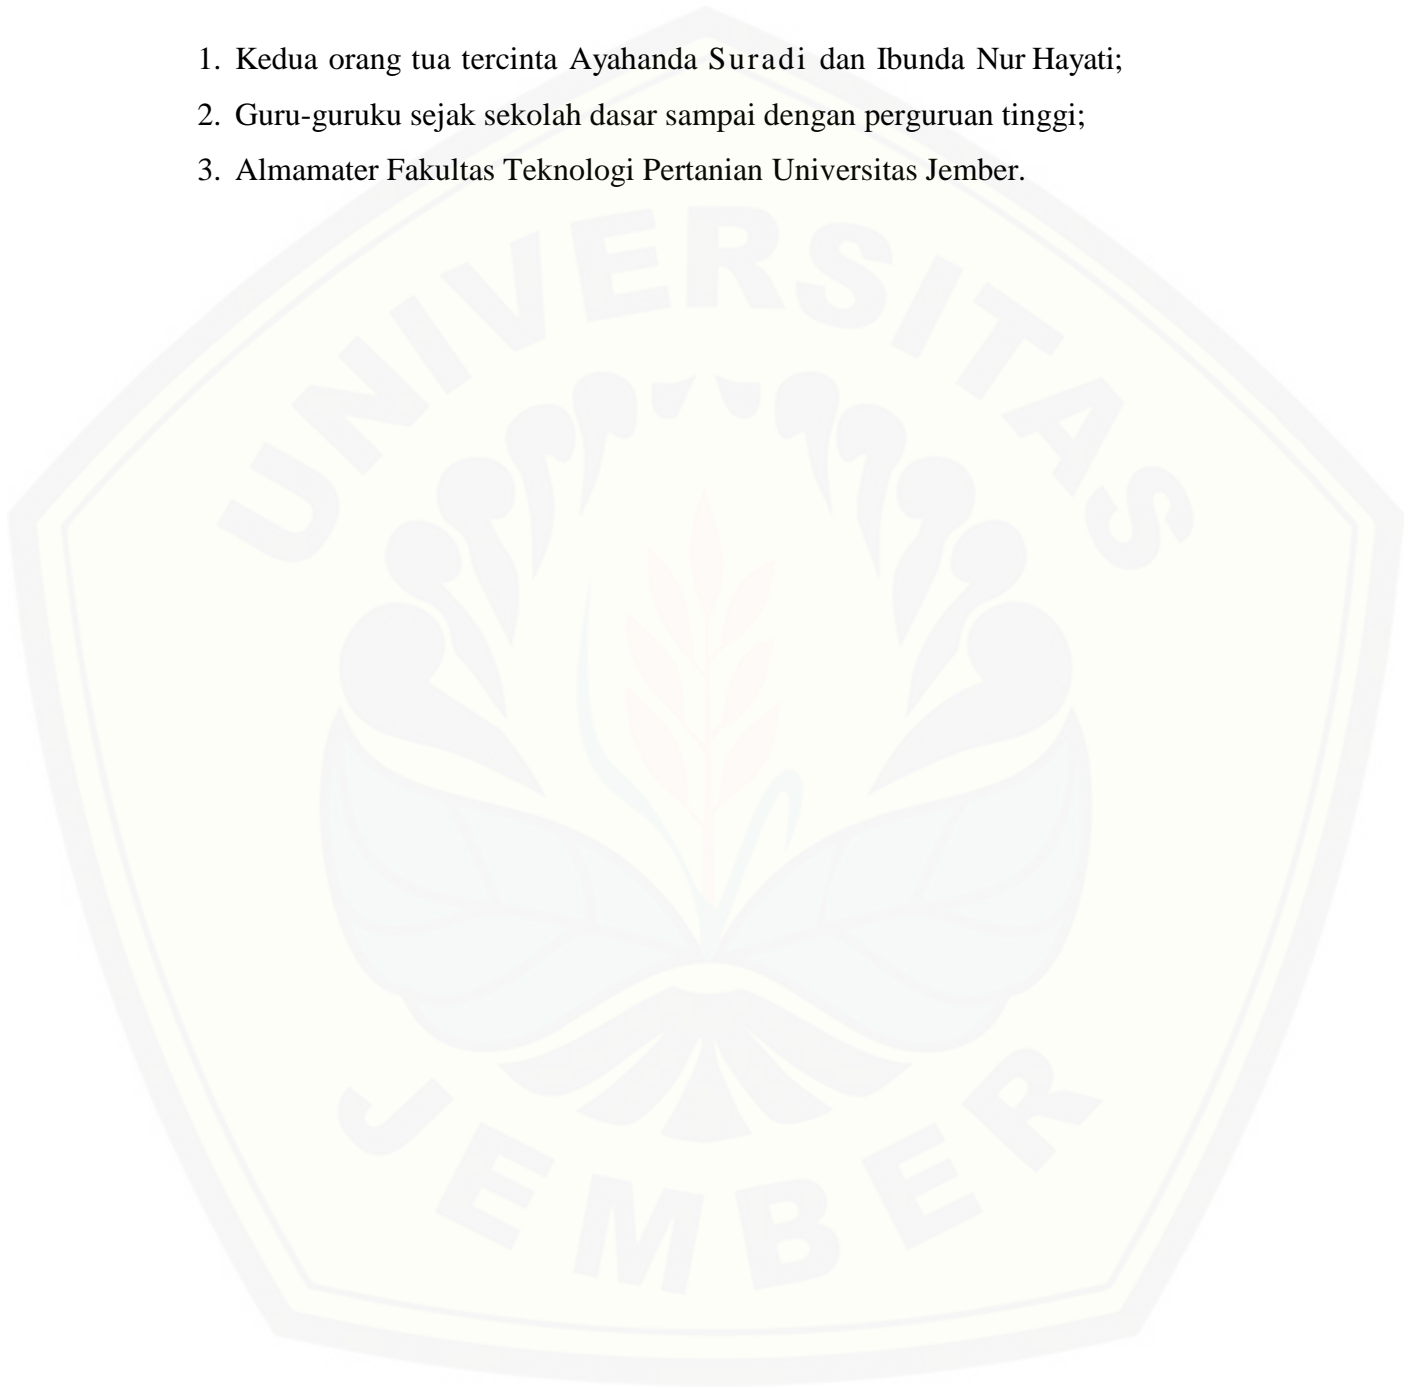 1. Kedua orang tua tercinta Ayahanda Suradi dan Ibunda Nur Hayati;
2. Guru-guruku sejak sekolah dasar sampai dengan perguruan tinggi;
3. Almamater Fakultas Teknologi Pertanian Universitas Jember.
UNIVERSITAS
JEMBER